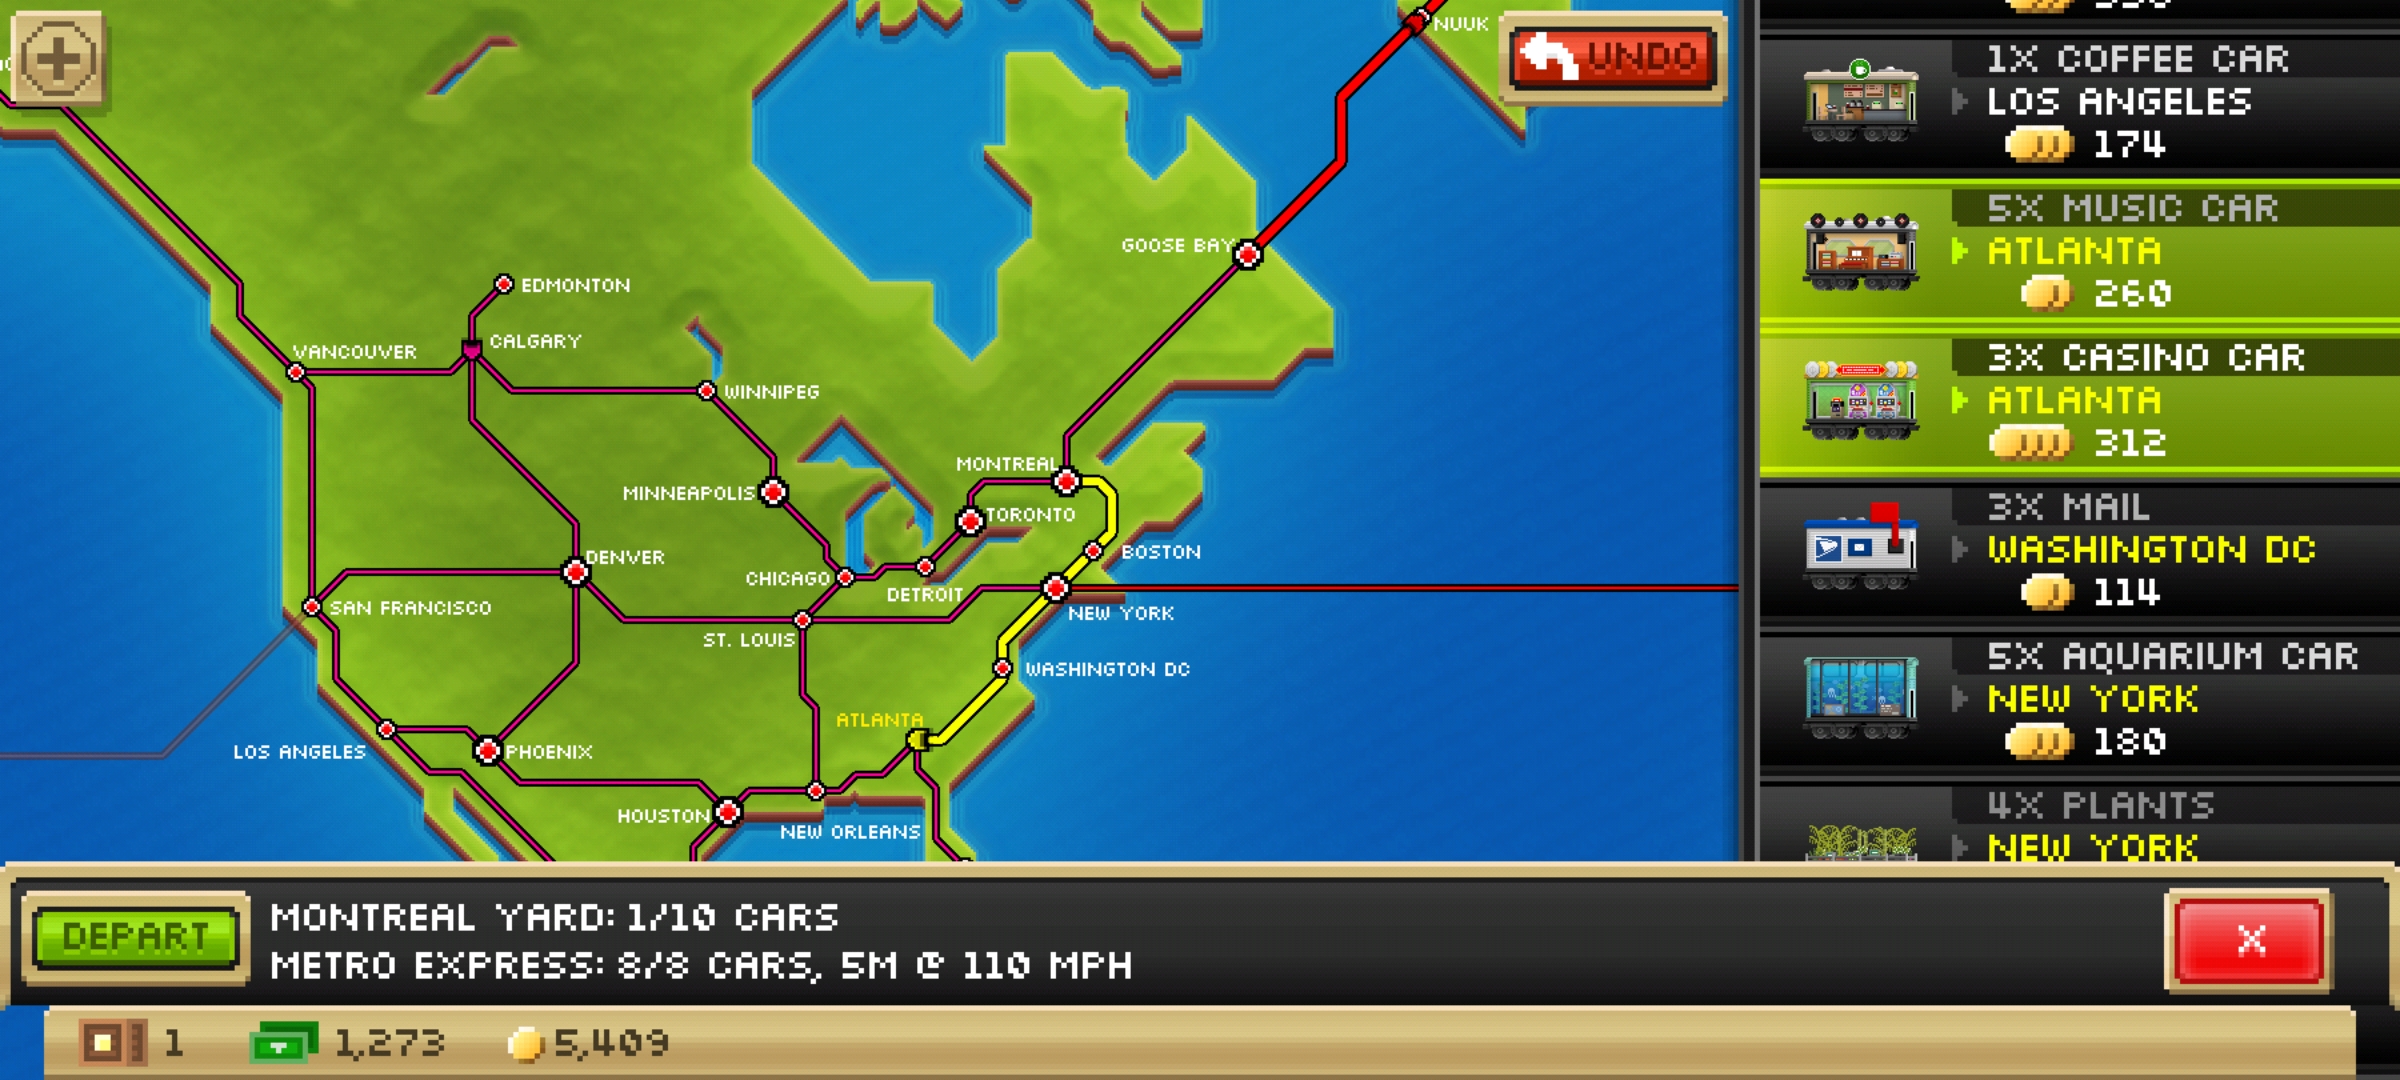 NUUK
UNDO
GOOSE BAY
EDMONTON
CALGARY
VANCOUVER
WINNIPEG
MONTREAL
MINNEAPOLIS
TORONTO
BOSTON
DENVER
CHICAGO
DETROIT
SAN FRANCISCO
NEW YORK
ST. LOUIS
WASHINGTON DC
ATLANTA
LOS ANGELES
PHOENIX
HOUSTON
NEW ORLEANS
1X COFFEE CAR
LOS ANGELES
174
5X MUSIC CAR
ATLANTA
260
3X CASINO CAR
ATLANTA
312
3X MAIL
WASHINGTON DC
114
5X AQUARIUM CAR
NEW YORK
180
4X PLANTS
NEW YORK
DEPART
MONTREAL YARD: 1/10 CARS
METRO EXPRESS: 8/8 CARS, 5M @ 110 MPH
X
1
1,273
5,409